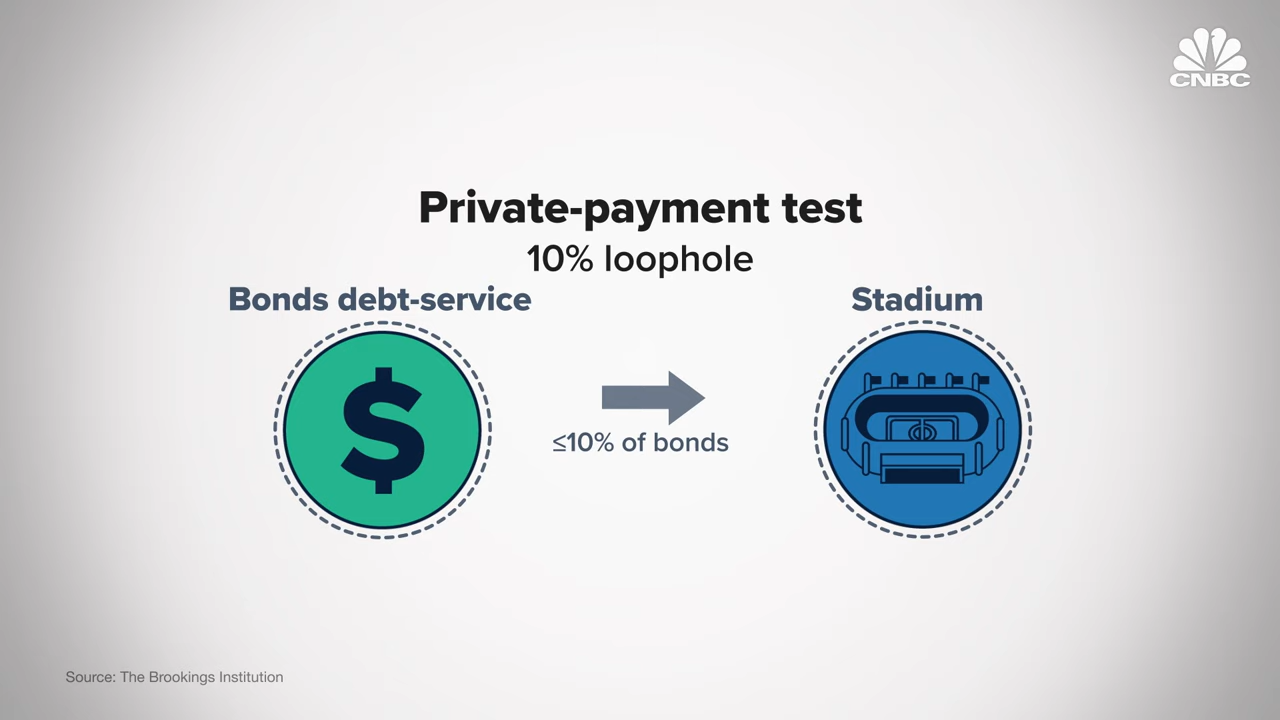 CNBC
Private-payment test
10% loophole
Bonds debt-service
Stadium
≤10% of bonds
Source: The Brookings Institution